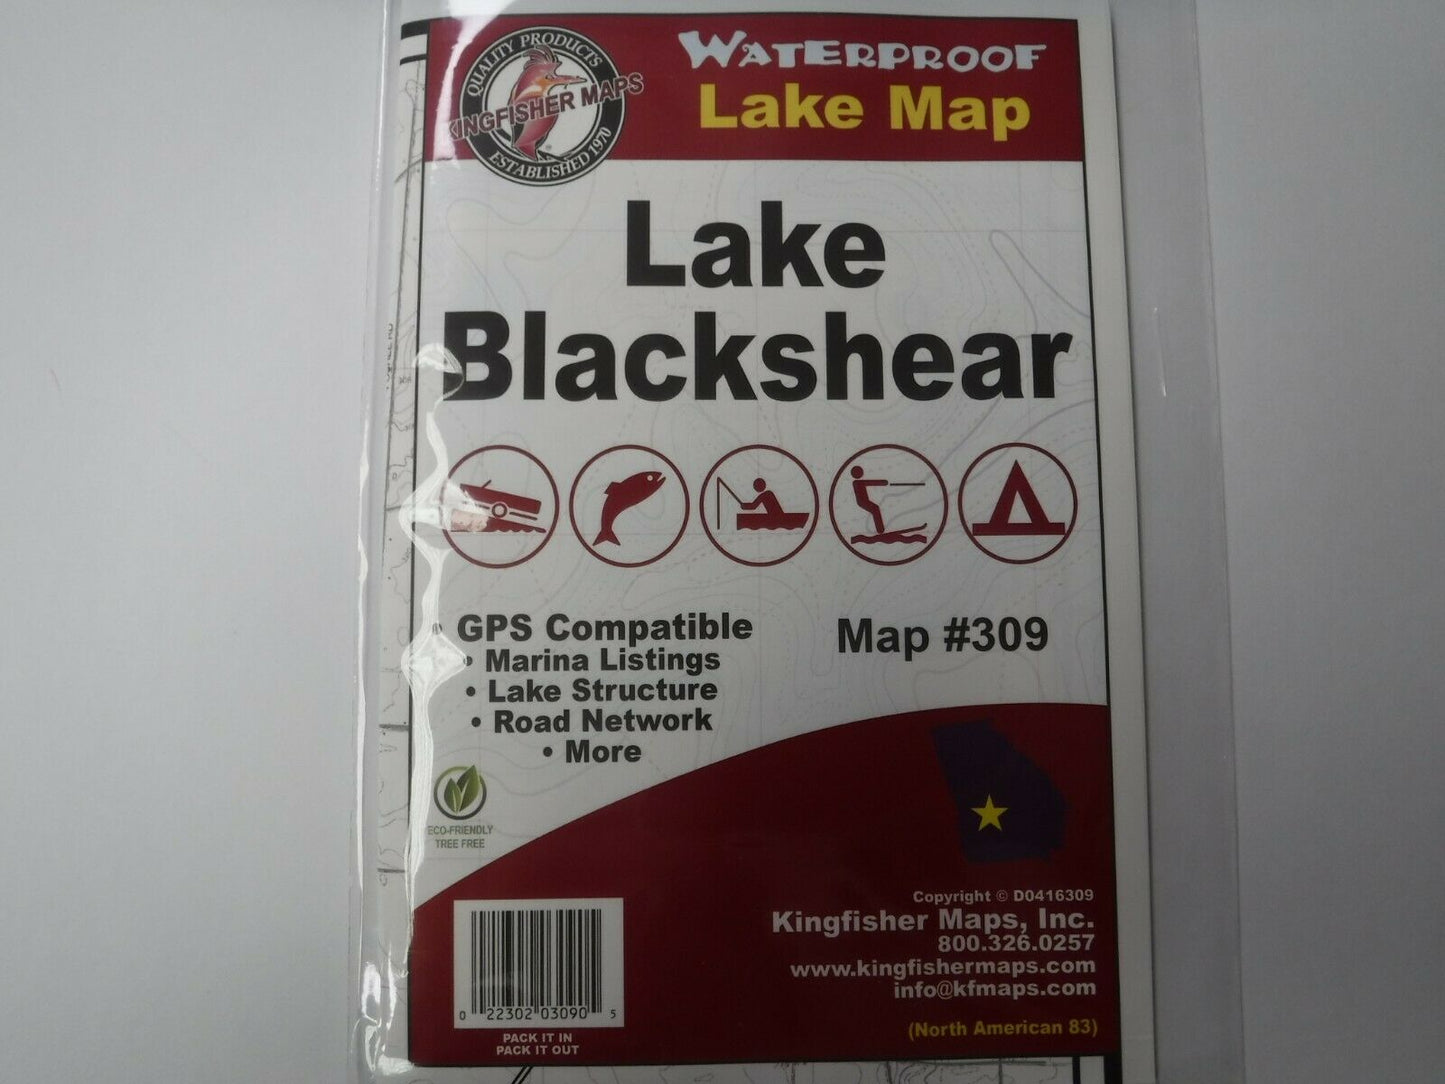 QUALITY PRODUCTS
KINGFISHER MAPS
ESTABLISHED 1970
WATERPROOF
Lake Map
Lake
Blackshear
• GPS Compatible
• Marina Listings
• Lake Structure
• Road Network
• More
Map #309
ECO-FRIENDLY
TREE FREE
Copyright © D0416309
Kingfisher Maps, Inc.
800.326.0257
www.kingfishermaps.com
info@kfmaps.com
(North American 83)
0 22302 03090 5
PACK IT IN
PACK IT OUT